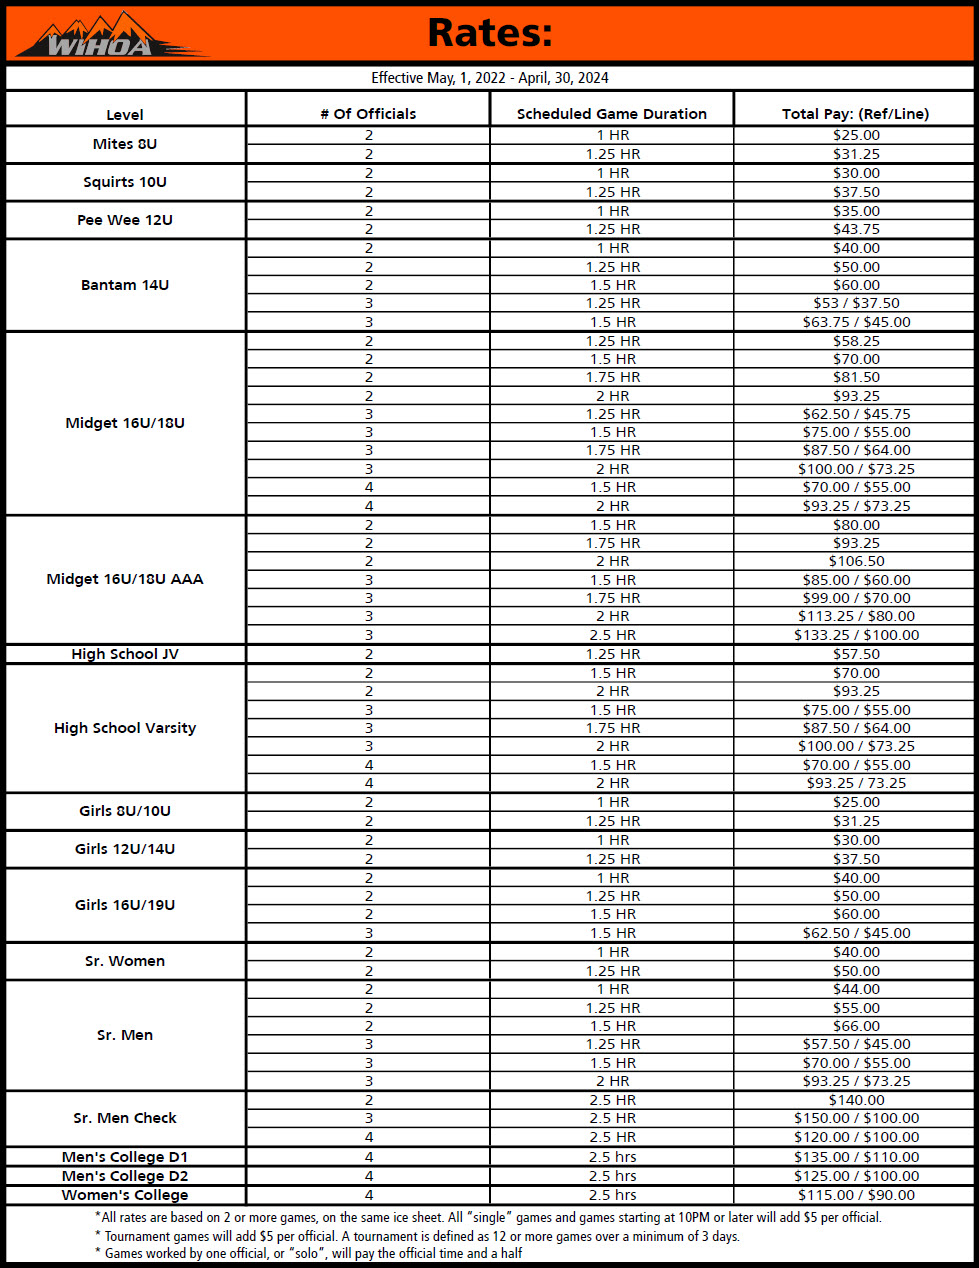 WIHOA
Rates:
Effective May, 1, 2022 - April, 30, 2024
Level # Of Officials Scheduled Game Duration Total Pay: (Ref/Line)
Mites 8U
2 1 HR $25.00
2 1.25 HR $31.25
Squirts 10U
2 1 HR $30.00
2 1.25 HR $37.50
Pee Wee 12U
2 1 HR $35.00
2 1.25 HR $43.75
Bantam 14U
2 1 HR $40.00
2 1.25 HR $50.00
2 1.5 HR $60.00
3 1.25 HR $53 / $37.50
3 1.5 HR $63.75 / $45.00
Midget 16U/18U
2 1.25 HR $58.25
2 1.5 HR $70.00
2 1.75 HR $81.50
2 2 HR $93.25
3 1.25 HR $62.50 / $45.75
3 1.5 HR $75.00 / $55.00
3 1.75 HR $87.50 / $64.00
3 2 HR $100.00 / $73.25
4 1.5 HR $70.00 / $55.00
4 2 HR $93.25 / $73.25
Midget 16U/18U AAA
2 1.5 HR $80.00
2 1.75 HR $93.25
2 2 HR $106.50
3 1.5 HR $85.00 / $60.00
3 1.75 HR $99.00 / $70.00
3 2 HR $113.25 / $80.00
3 2.5 HR $133.25 / $100.00
High School JV 2 1.25 HR $57.50
High School Varsity
2 1.5 HR $70.00
2 2 HR $93.25
3 1.5 HR $75.00 / $55.00
3 1.75 HR $87.50 / $64.00
3 2 HR $100.00 / $73.25
4 1.5 HR $70.00 / $55.00
4 2 HR $93.25 / 73.25
Girls 8U/10U
2 1 HR $25.00
2 1.25 HR $31.25
Girls 12U/14U
2 1 HR $30.00
2 1.25 HR $37.50
Girls 16U/19U
2 1 HR $40.00
2 1.25 HR $50.00
2 1.5 HR $60.00
3 1.5 HR $62.50 / $45.00
Sr. Women
2 1 HR $40.00
2 1.25 HR $50.00
Sr. Men
2 1 HR $44.00
2 1.25 HR $55.00
2 1.5 HR $66.00
3 1.25 HR $57.50 / $45.00
3 1.5 HR $70.00 / $55.00
3 2 HR $93.25 / $73.25
Sr. Men Check
2 2.5 HR $140.00
3 2.5 HR $150.00 / $100.00
4 2.5 HR $120.00 / $100.00
Men's College D1 4 2.5 hrs $135.00 / $110.00
Men's College D2 4 2.5 hrs $125.00 / $100.00
Women's College 4 2.5 hrs $115.00 / $90.00
*All rates are based on 2 or more games, on the same ice sheet. All “single” games and games starting at 10PM or later will add $5 per official.
* Tournament games will add $5 per official. A tournament is defined as 12 or more games over a minimum of 3 days.
* Games worked by one official, or “solo”, will pay the official time and a half